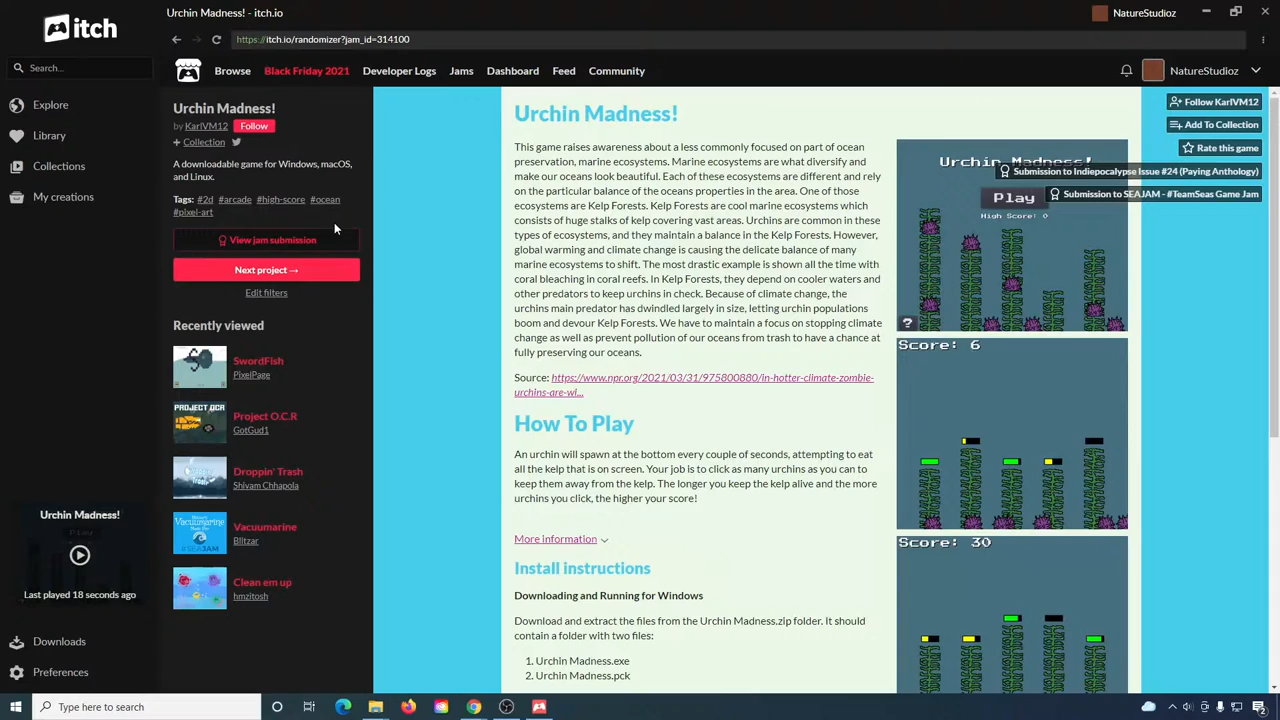 Urchin Madness! - itch.io
itch
https://itch.io/randomizer?jam_id=314100
Search...
Browse
Black Friday 2021
Developer Logs
Jams
Dashboard
Feed
Community
NatureStudioz
Explore
Library
Collections
My creations
Urchin Madness!
by KarlVM12 Follow
Collection
A downloadable game for Windows, macOS,
and Linux.
Tags: #2d #arcade #high-score #ocean
#pixel-art
View jam submission
Next project →
Edit filters
Recently viewed
SwordFish
PixelPage
PROJECT OCR
Project O.C.R
GotGud1
Droppin' Trash
Shivam Chhapola
Vacuumarine
#SEAJAM
Vacuumarine
Blitzar
Clean em up
hmzitosh
Urchin Madness!
Play
Last played 18 seconds ago
Downloads
Preferences
Urchin Madness!
This game raises awareness about a less commonly focused on part of ocean
preservation, marine ecosystems. Marine ecosystems are what diversify and
make our oceans look beautiful. Each of these ecosystems are different and rely
on the particular balance of the oceans properties in the area. One of those
ecosystems are Kelp Forests. Kelp Forests are cool marine ecosystems which
consists of huge stalks of kelp covering vast areas. Urchins are common in these
types of ecosystems, and they maintain a balance in the Kelp Forests. However,
global warming and climate change is causing the delicate balance of many
marine ecosystems to shift. The most drastic example is shown all the time with
coral bleaching in coral reefs. In Kelp Forests, they depend on cooler waters and
other predators to keep urchins in check. Because of climate change, the
urchins main predator has dwindled largely in size, letting urchin populations
boom and devour Kelp Forests. We have to maintain a focus on stopping climate
change as well as prevent pollution of our oceans from trash to have a chance at
fully preserving our oceans.
Source: https://www.npr.org/2021/03/31/975800880/in-hotter-climate-zombie-
urchins-are-wi...
How To Play
An urchin will spawn at the bottom every couple of seconds, attempting to eat
all the kelp that is on screen. Your job is to click as many urchins as you can to
keep them away from the kelp. The longer you keep the kelp alive and the more
urchins you click, the higher your score!
More information
Install instructions
Downloading and Running for Windows
Download and extract the files from the Urchin Madness.zip folder. It should
contain a folder with two files:
1. Urchin Madness.exe
2. Urchin Madness.pck
Follow KarlVM12
Add To Collection
Rate this game
Submission to Indiepocalypse Issue #24 (Paying Anthology)
Submission to SEAJAM - #TeamSeas Game Jam
Urchin Madness!
Play
High Score: 0
?
Score: 6
Score: 30
Type here to search